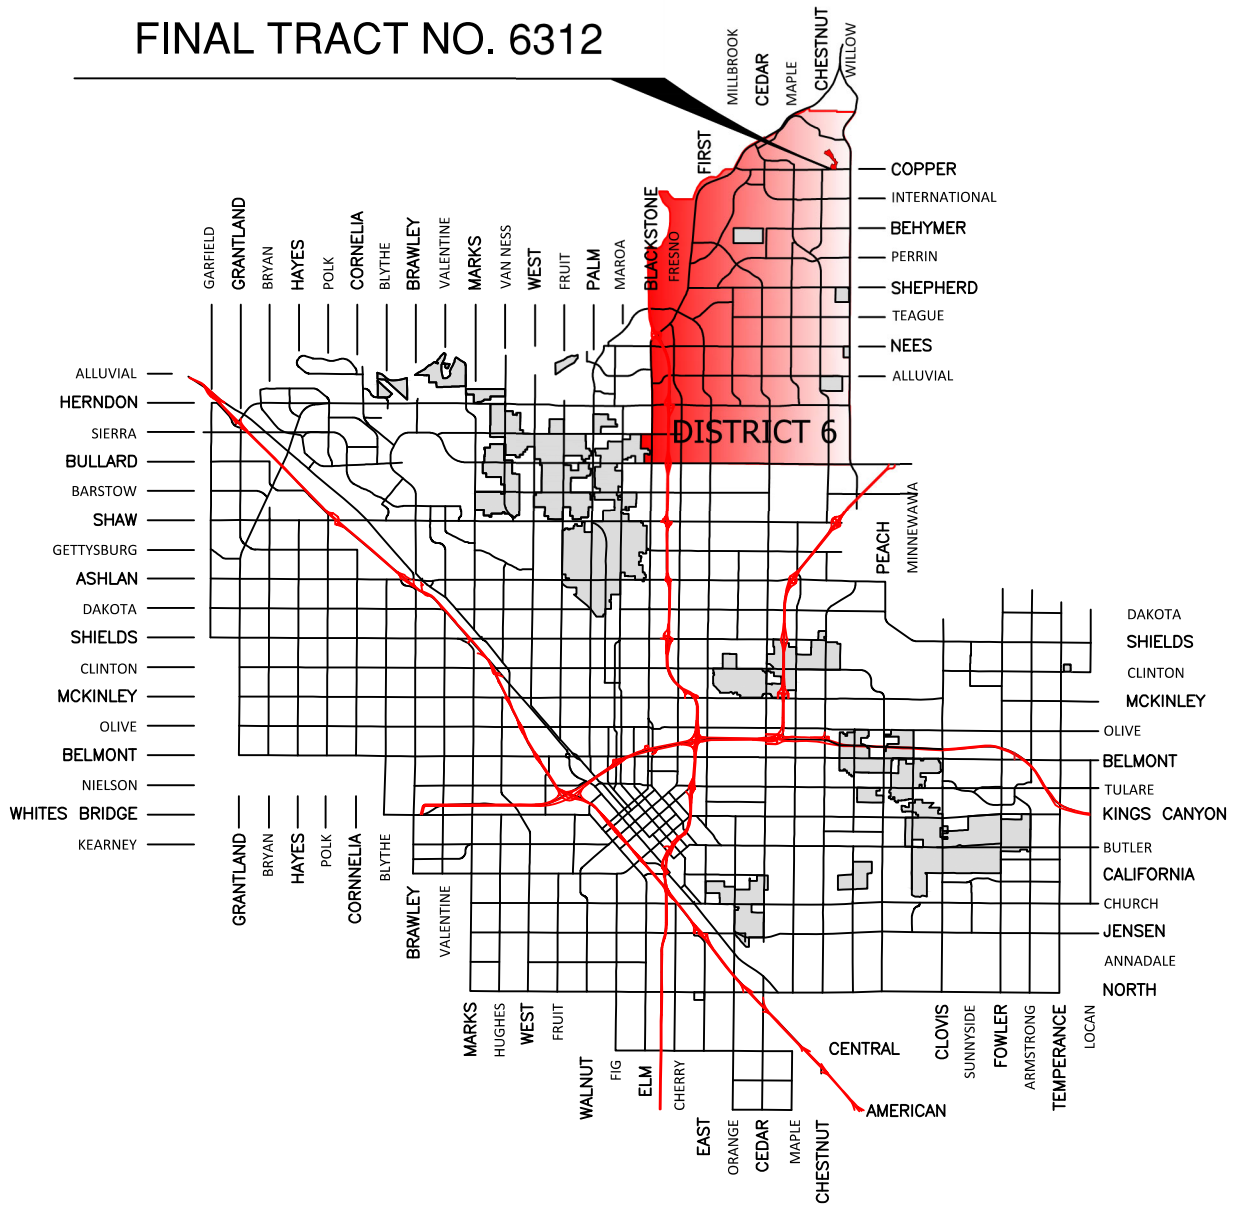 FINAL TRACT NO. 6312
MILLBROOK
CEDAR
MAPLE
CHESTNUT
WILLOW
FIRST
BLACKSTONE
FRESNO
COPPER
INTERNATIONAL
BEHYMER
PERRIN
SHEPHERD
TEAGUE
NEES
ALLUVIAL
GARFIELD
GRANTLAND
BRYAN
HAYES
POLK
CORNELIA
BLYTHE
BRAWLEY
VALENTINE
MARKS
VAN NESS
WEST
FRUIT
PALM
MAROA
DISTRICT 6
ALLUVIAL
HERNDON
SIERRA
BULLARD
BARSTOW
SHAW
GETTYSBURG
ASHLAN
DAKOTA
SHIELDS
CLINTON
MCKINLEY
OLIVE
BELMONT
NIELSON
WHITES BRIDGE
KEARNEY
PEACH
MINNEWAWA
DAKOTA
SHIELDS
CLINTON
MCKINLEY
OLIVE
BELMONT
TULARE
KINGS CANYON
BUTLER
CALIFORNIA
CHURCH
JENSEN
ANNADALE
NORTH
GRANTLAND
BRYAN
HAYES
POLK
CORNNELIA
BLYTHE
BRAWLEY
VALENTINE
MARKS
HUGHES
WEST
FRUIT
WALNUT
FIG
ELM
CHERRY
EAST
ORANGE
CEDAR
MAPLE
CHESTNUT
CENTRAL
AMERICAN
CLOVIS
SUNNYSIDE
FOWLER
ARMSTRONG
TEMPERANCE
LOCAN